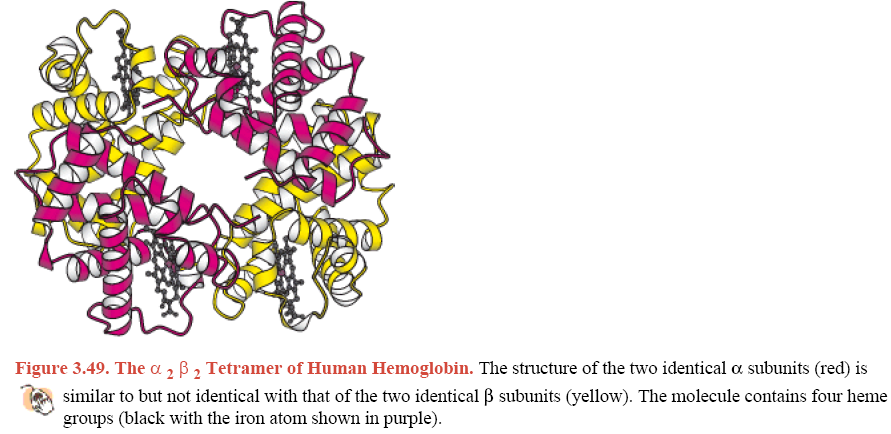 Figure 3.49. The α 2 β 2 Tetramer of Human Hemoglobin. The structure of the two identical α subunits (red) is
similar to but not identical with that of the two identical β subunits (yellow). The molecule contains four heme
groups (black with the iron atom shown in purple).